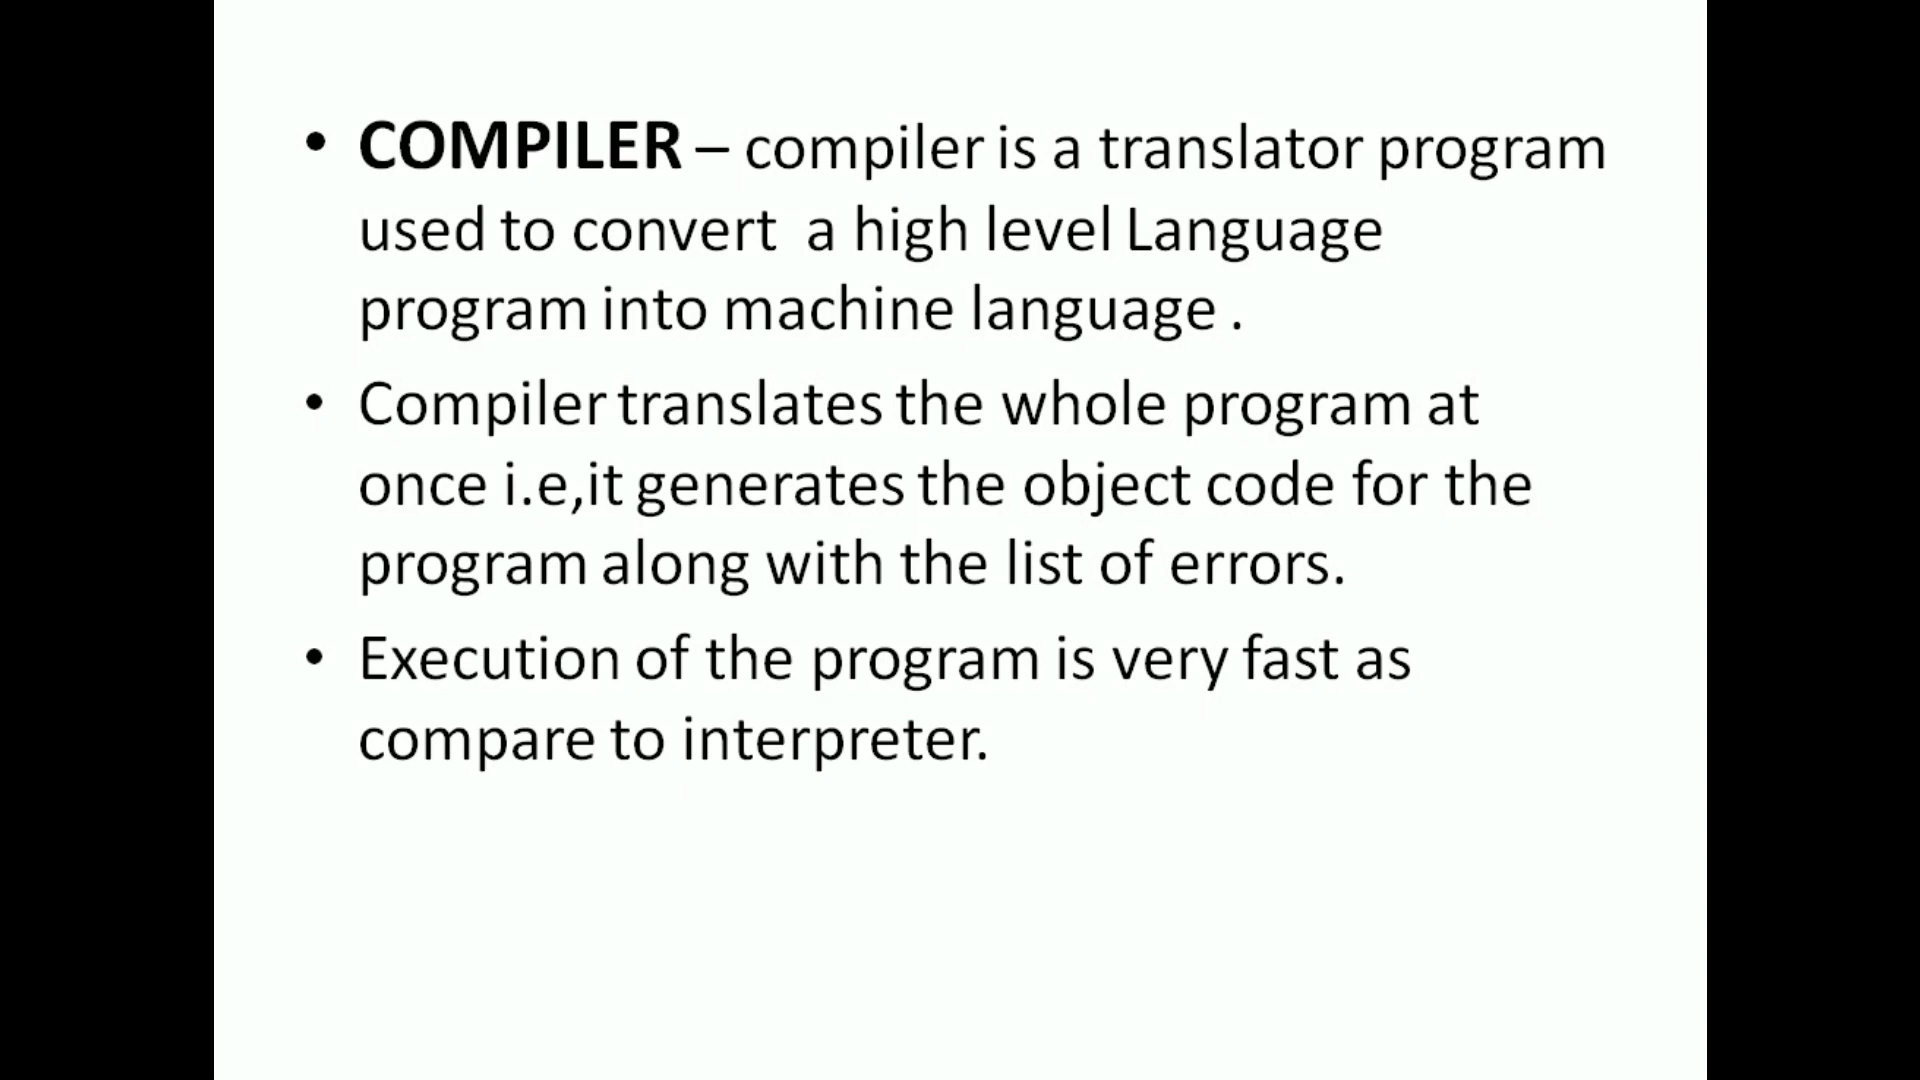 • COMPILER – compiler is a translator program
used to convert  a high level Language
program into machine language .
• Compiler translates the whole program at
once i.e,it generates the object code for the
program along with the list of errors.
• Execution of the program is very fast as
compare to interpreter.